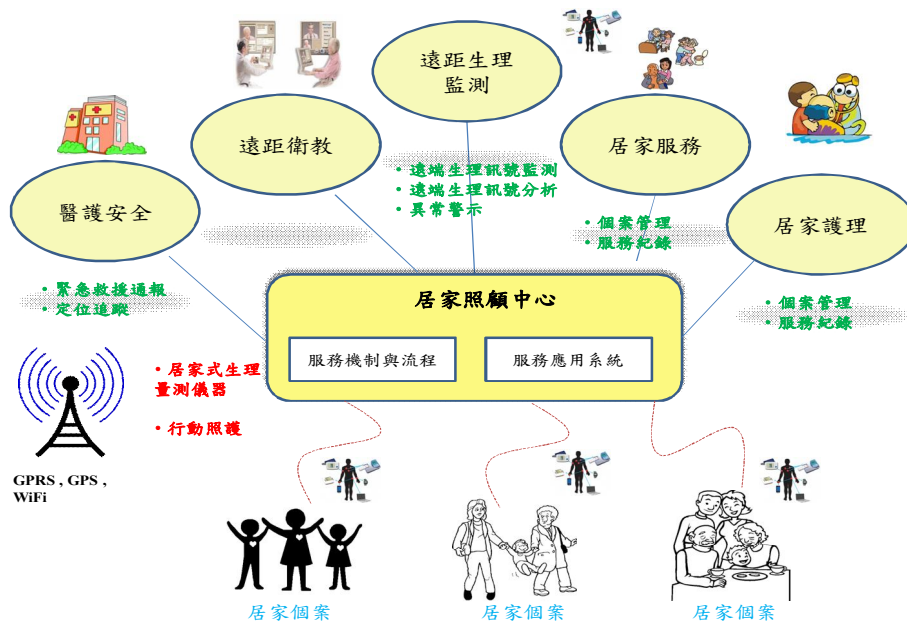 遠距生理
監測
遠距衛教
居家服務
醫護安全
居家護理
• 遠端生理訊號監測
• 遠端生理訊號分析
• 異常警示
• 個案管理
• 服務紀錄
• 緊急救援通報
• 定位追蹤
• 個案管理
• 服務紀錄
居家照顧中心
服務機制與流程
服務應用系統
• 居家式生理
量測儀器
• 行動照護
GPRS , GPS ,
WiFi
居家個案
居家個案
居家個案